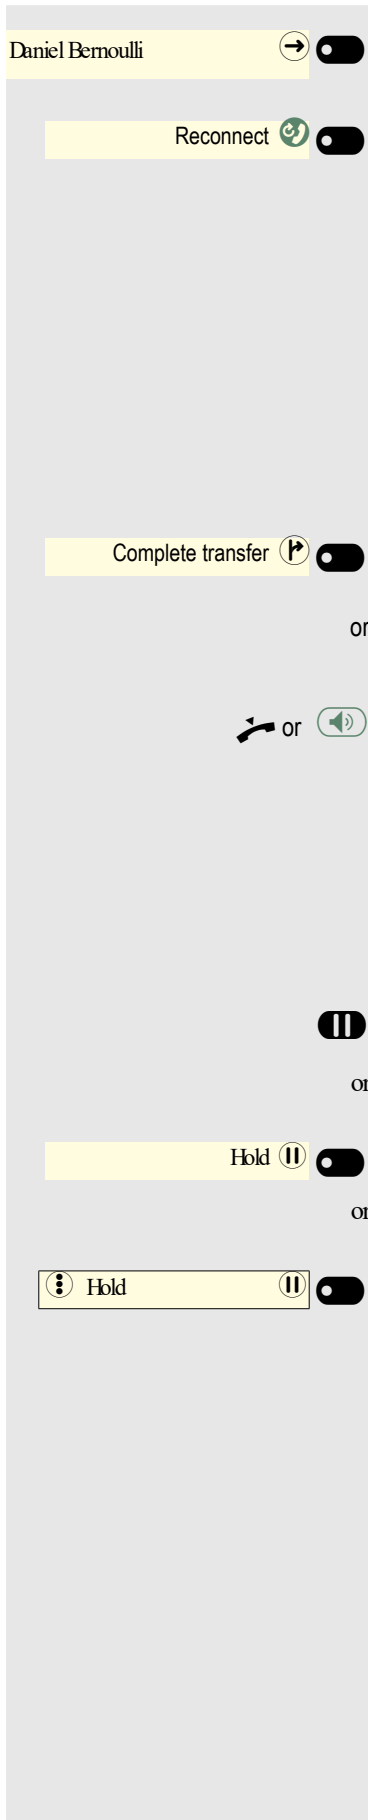 Daniel Bernoulli
Reconnect
Complete transfer
or
or
or
Hold
or
Hold